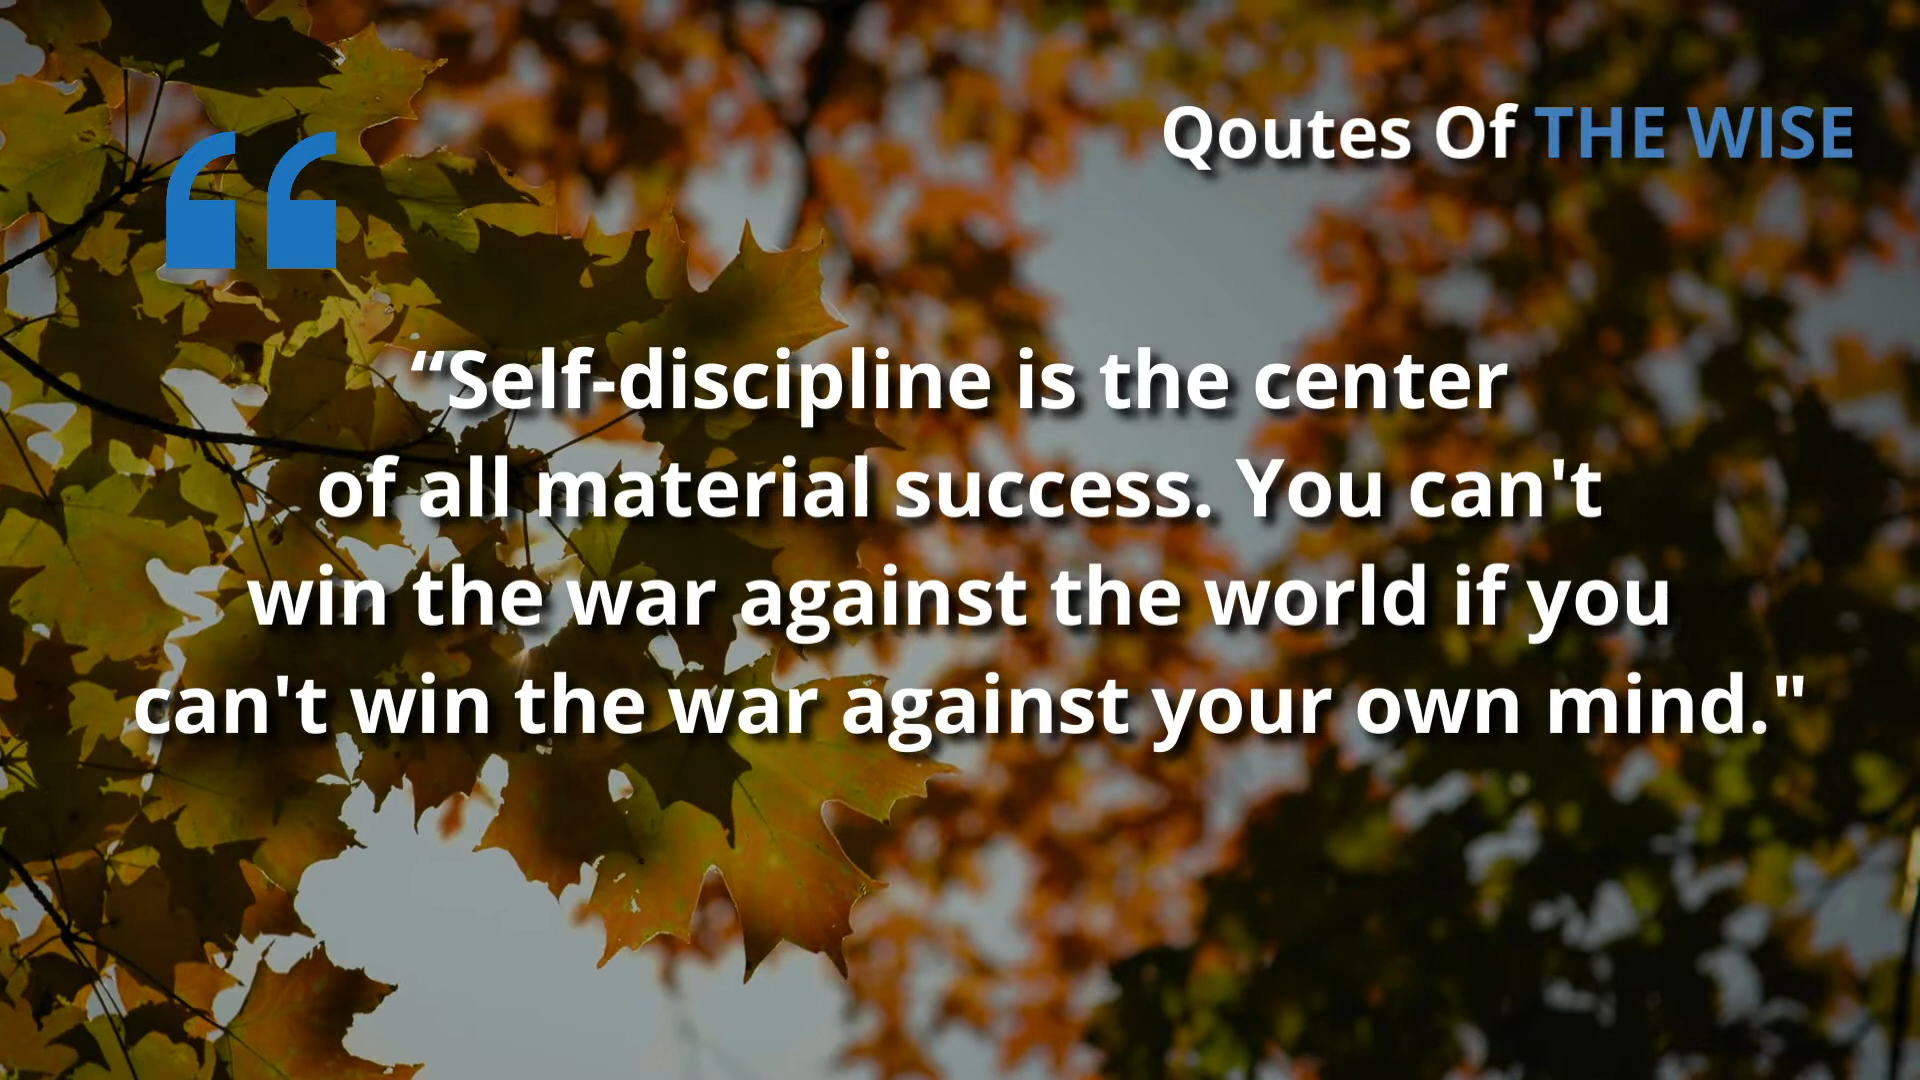 Qoutes Of THE WISE
“Self-discipline is the center
of all material success. You can't
win the war against the world if you
can't win the war against your own mind."